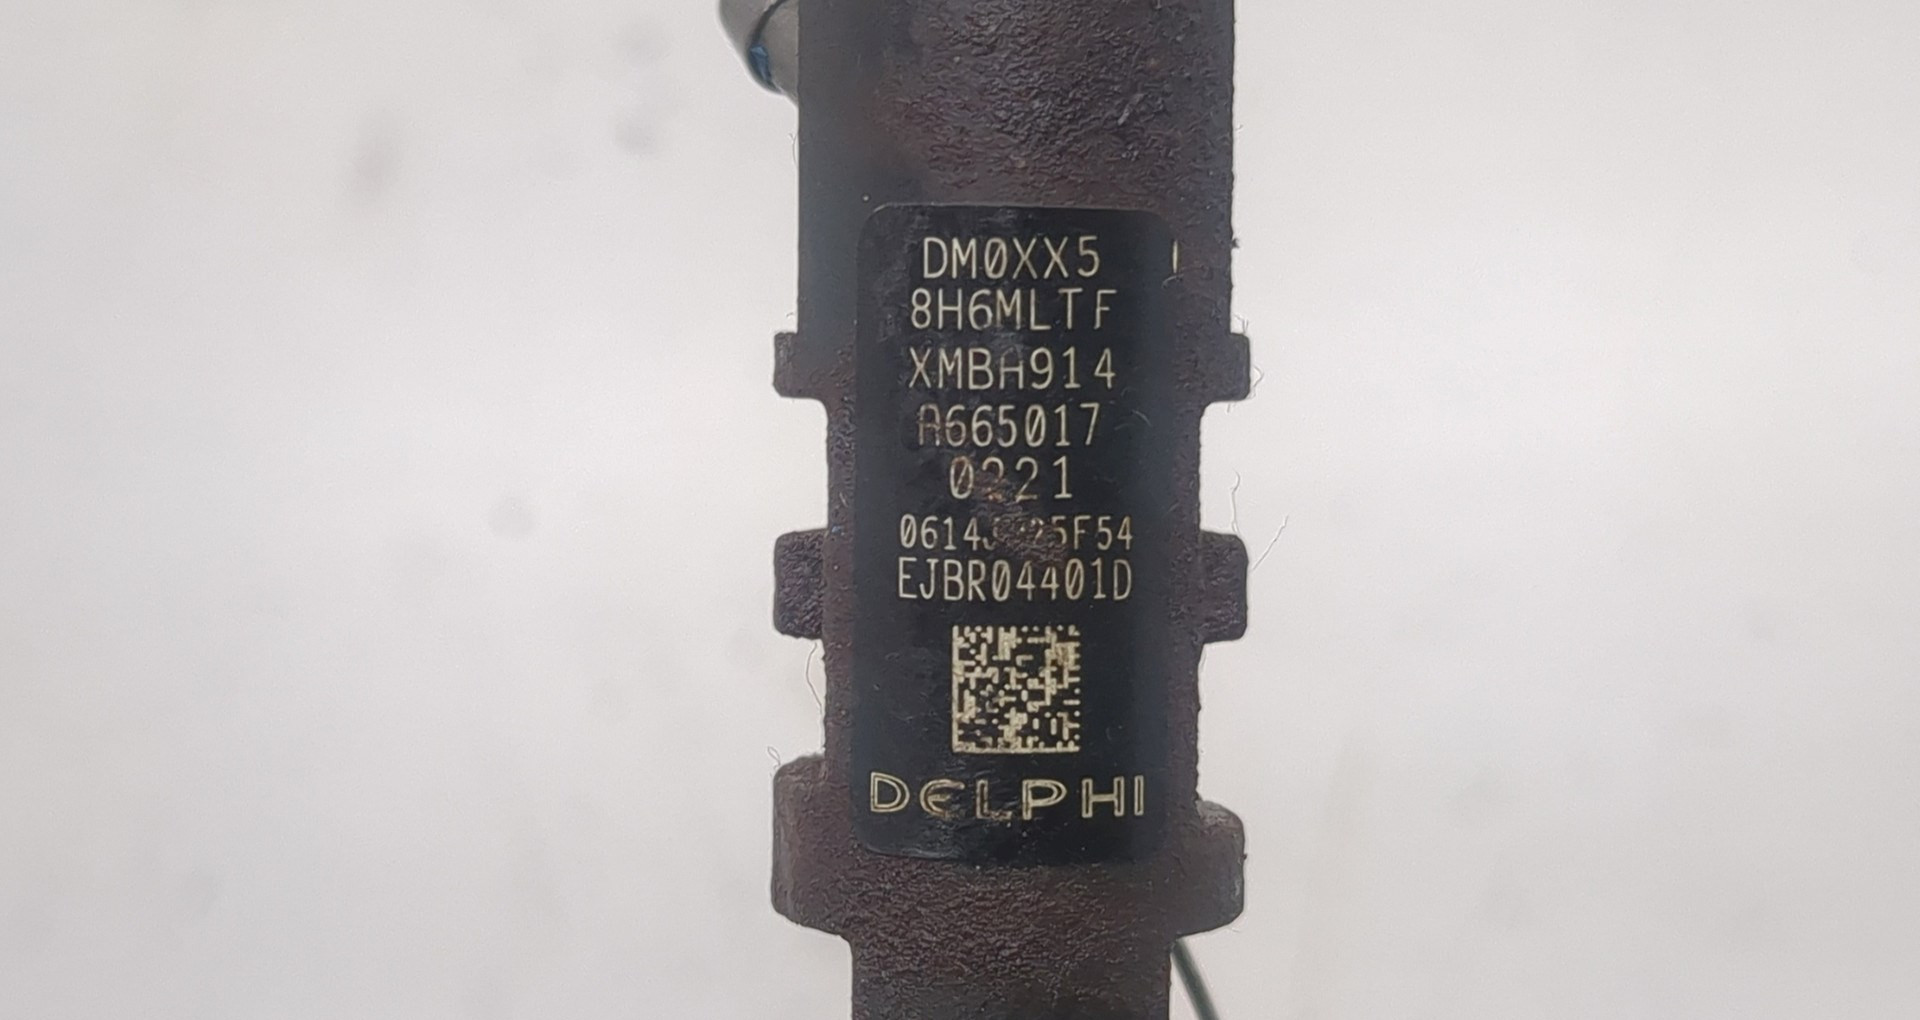 DM0XX5
8H6MLTF
XMBA914
A665017
0221
EJBR04401D
DELPHI